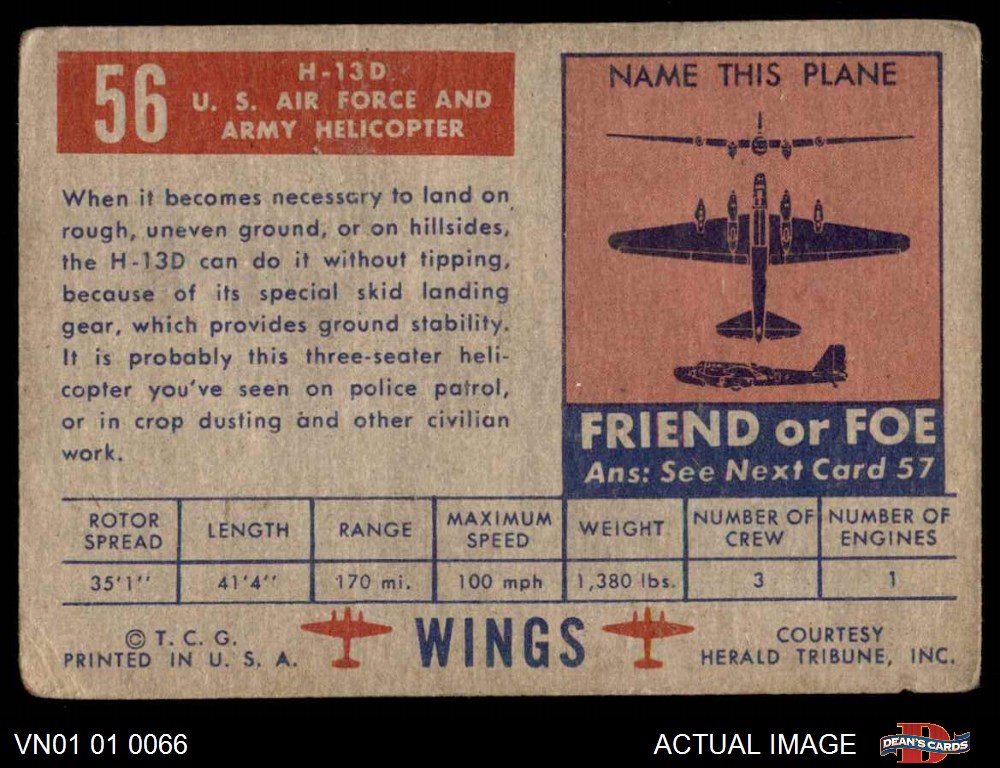 56
H-13D
U. S. AIR FORCE AND
ARMY HELICOPTER
When it becomes necessary to land on
rough, uneven ground, or on hillsides,
the H-13D can do it without tipping,
because of its special skid landing
gear, which provides ground stability.
It is probably this three-seater heli-
copter you've seen on police patrol,
or in crop dusting and other civilian
work.
NAME THIS PLANE
FRIEND or FOE
Ans: See Next Card 57
ROTOR SPREAD LENGTH RANGE MAXIMUM SPEED WEIGHT NUMBER OF CREW NUMBER OF ENGINES
35'1'' 41'4'' 170 mi. 100 mph 1,380 lbs. 3 1
© T. C. G.
PRINTED IN U. S. A.
WINGS
COURTESY
HERALD TRIBUNE, INC.
VN01 01 0066
ACTUAL IMAGE
D
DEAN'S CARDS